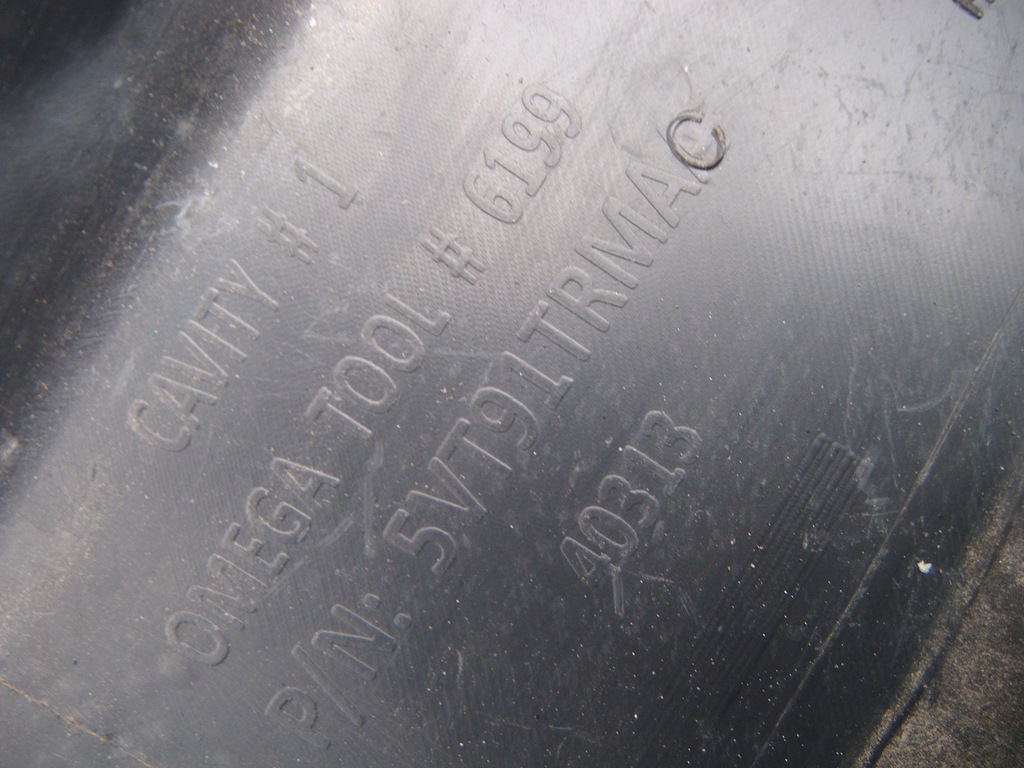 CAVITY # 1
OMEGA TOOL # 6199
P/N: 5VT91TRMAC
40313